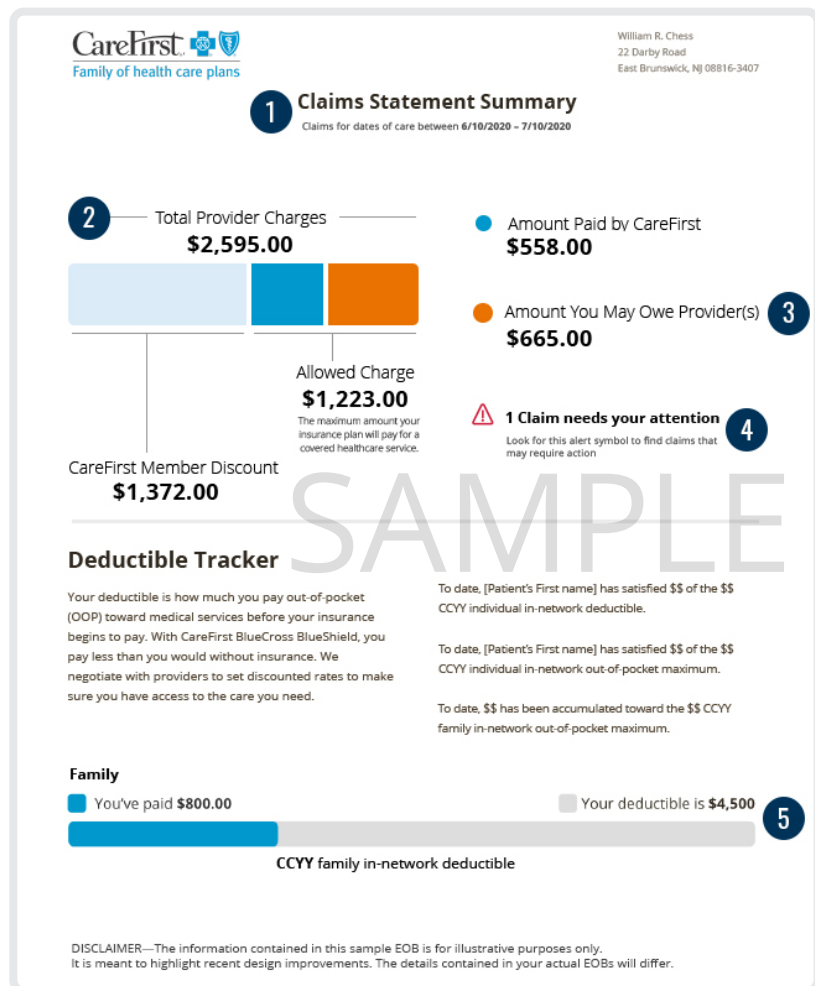 CareFirst
Family of health care plans
William R. Chess
22 Darby Road
East Brunswick, NJ 08816-3407
1
Claims Statement Summary
Claims for dates of care between 6/10/2020 – 7/10/2020
2
Total Provider Charges
$2,595.00
Amount Paid by CareFirst
$558.00
Amount You May Owe Provider(s)
$665.00
3
Allowed Charge
$1,223.00
The maximum amount your
insurance plan will pay for a
covered healthcare service.
1 Claim needs your attention
Look for this alert symbol to find claims that
may require action
4
CareFirst Member Discount
$1,372.00
SAMPLE
Deductible Tracker
Your deductible is how much you pay out-of-pocket
(OOP) toward medical services before your insurance
begins to pay. With CareFirst BlueCross BlueShield, you
pay less than you would without insurance. We
negotiate with providers to set discounted rates to make
sure you have access to the care you need.
To date, [Patient's First name] has satisfied $$ of the $$
CCYY individual in-network deductible.
To date, [Patient's First name] has satisfied $$ of the $$
CCYY individual in-network out-of-pocket maximum.
To date, $$ has been accumulated toward the $$ CCYY
family in-network out-of-pocket maximum.
Family
You've paid $800.00
Your deductible is $4,500
5
CCYY family in-network deductible
DISCLAIMER—The information contained in this sample EOB is for illustrative purposes only.
It is meant to highlight recent design improvements. The details contained in your actual EOBs will differ.